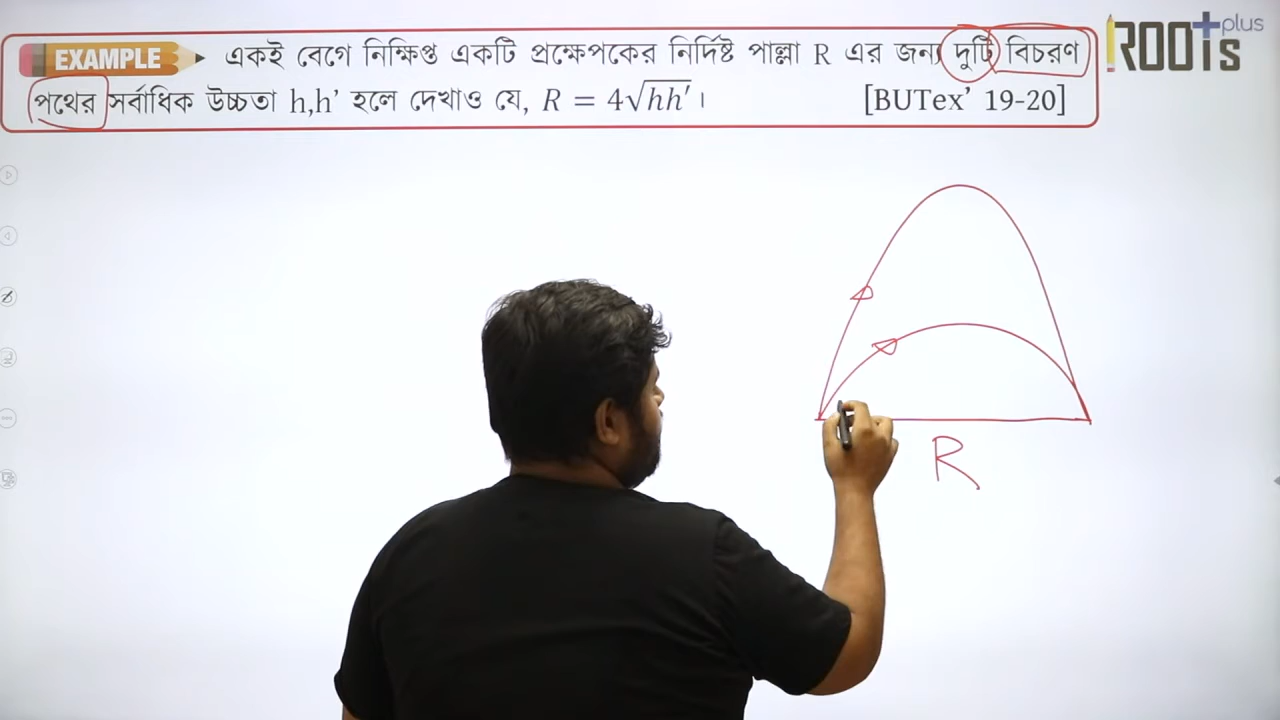 EXAMPLE একই বেগে নিক্ষিপ্ত একটি প্রক্ষেপকের নির্দিষ্ট পাল্লা R এর জন্য দুটি বিচরণ
পথের সর্বাধিক উচ্চতা h,h’ হলে দেখাও যে, R = 4√hh′ । [BUTex’ 19-20]
ROOTs+plus
R